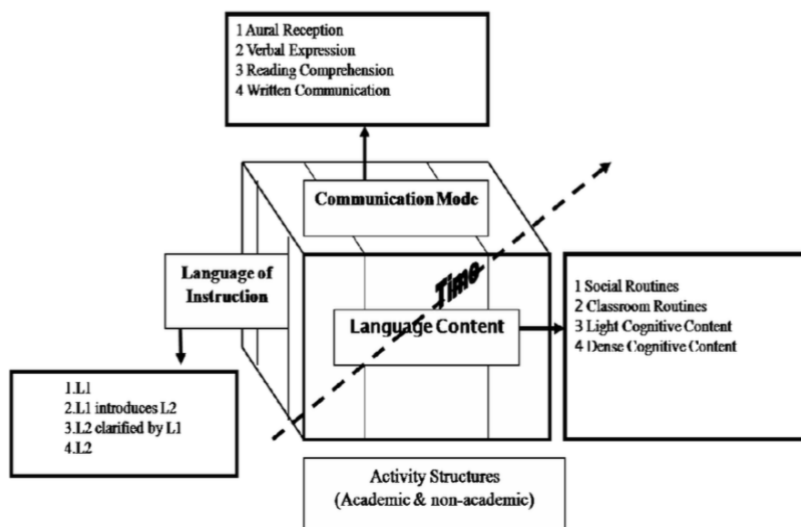 1 Aural Reception
2 Verbal Expression
3 Reading Comprehension
4 Written Communication
Communication Mode
Language of
Instruction
Time
Language Content
1 Social Routines
2 Classroom Routines
3 Light Cognitive Content
4 Dense Cognitive Content
1.L1
2.L1 introduces L2
3.L2 clarified by L1
4.L2
Activity Structures
(Academic & non-academic)